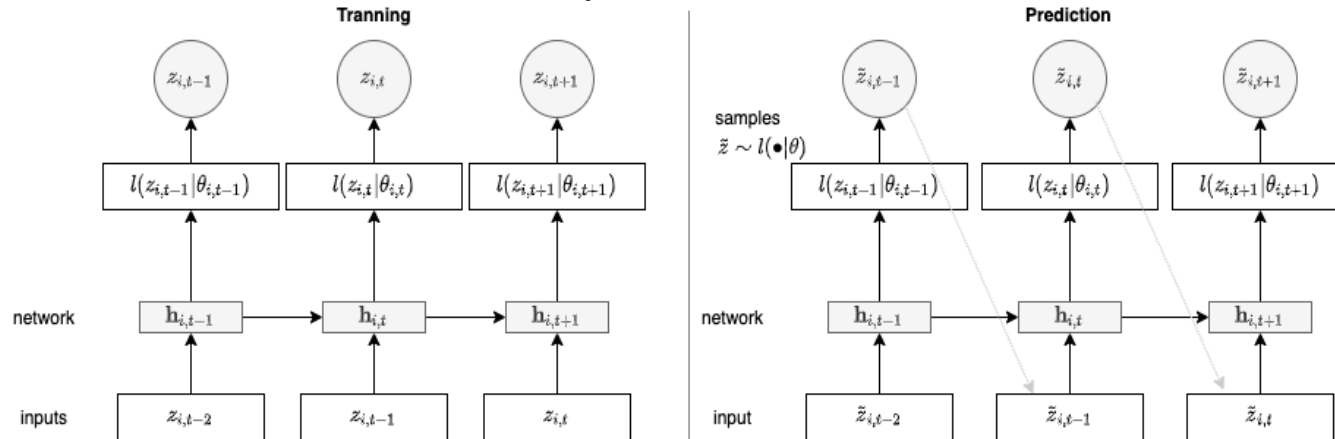 Tranning
z_{i,t−1} z_{i,t} z_{i,t+1}
l(z_{i,t−1}|θ_{i,t−1}) l(z_{i,t}|θ_{i,t}) l(z_{i,t+1}|θ_{i,t+1})
network h_{i,t−1} h_{i,t} h_{i,t+1}
inputs z_{i,t−2} z_{i,t−1} z_{i,t}
Prediction
z̃_{i,t−1} z̃_{i,t} z̃_{i,t+1}
samples
z̃ ∼ l(•|θ)
l(z_{i,t−1}|θ_{i,t−1}) l(z_{i,t}|θ_{i,t}) l(z_{i,t+1}|θ_{i,t+1})
network h_{i,t−1} h_{i,t} h_{i,t+1}
input z̃_{i,t−2} z̃_{i,t−1} z̃_{i,t}